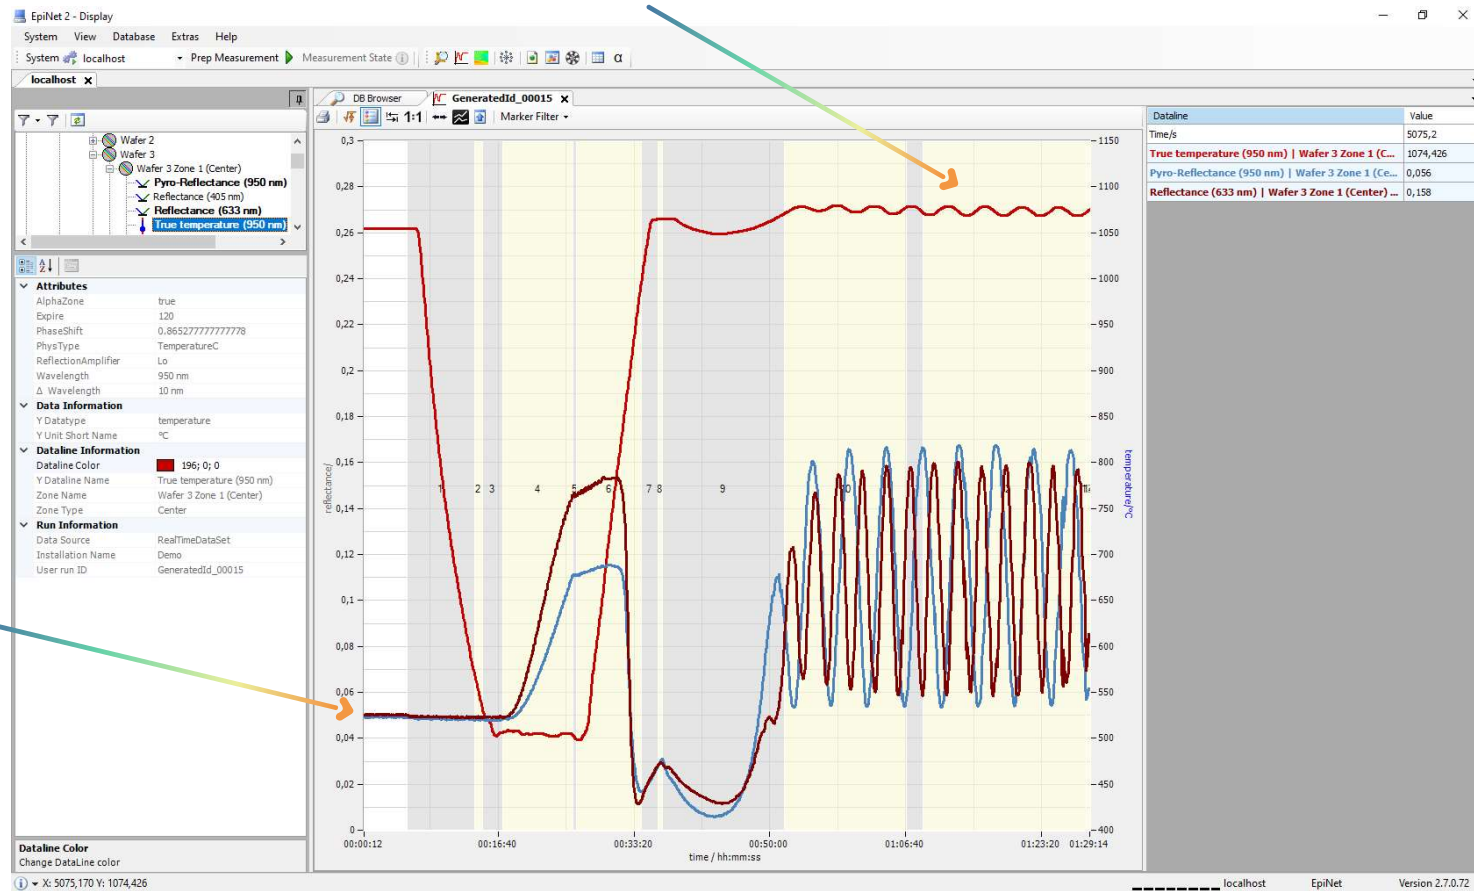 EpiNet 2 - Display
System View Database Extras Help
System localhost Prep Measurement Measurement State
localhost x
DB Browser GeneratedId_00015 x
1:1 Marker Filter
Wafer 2
Wafer 3
Wafer 3 Zone 1 (Center)
Pyro-Reflectance (950 nm)
Reflectance (405 nm)
Reflectance (633 nm)
True temperature (950 nm)
Attributes
AlphaZone true
Expire 120
PhaseShift 0.865277777777778
PhysType TemperatureC
ReflectionAmplifier Lo
Wavelength 950 nm
Δ Wavelength 10 nm
Data Information
Y Datatype temperature
Y Unit Short Name °C
Dataline Information
Dataline Color 196; 0; 0
Y Dataline Name True temperature (950 nm)
Zone Name Wafer 3 Zone 1 (Center)
Zone Type Center
Run Information
Data Source RealTimeDataSet
Installation Name Demo
User run ID GeneratedId_00015
Dataline Color
Change DataLine color
0,3
0,28
0,26
0,24
0,22
0,2
0,18
0,16
0,14
0,12
0,1
0,08
0,06
0,04
0,02
0
reflectance/
1 2 3 4 5 6 7 8 9
1150
1100
1050
1000
950
900
850
800
750
700
650
600
550
500
450
400
temperature/°C
00:00:12 00:16:40 00:33:20 00:50:00 01:06:40 01:23:20 01:29:14
time / hh:mm:ss
Dataline Value
Time/s 5075,2
True temperature (950 nm) | Wafer 3 Zone 1 (C... 1074,426
Pyro-Reflectance (950 nm) | Wafer 3 Zone 1 (Ce... 0,056
Reflectance (633 nm) | Wafer 3 Zone 1 (Center) ... 0,158
X: 5075,170 Y: 1074,426
localhost EpiNet Version 2.7.0.72